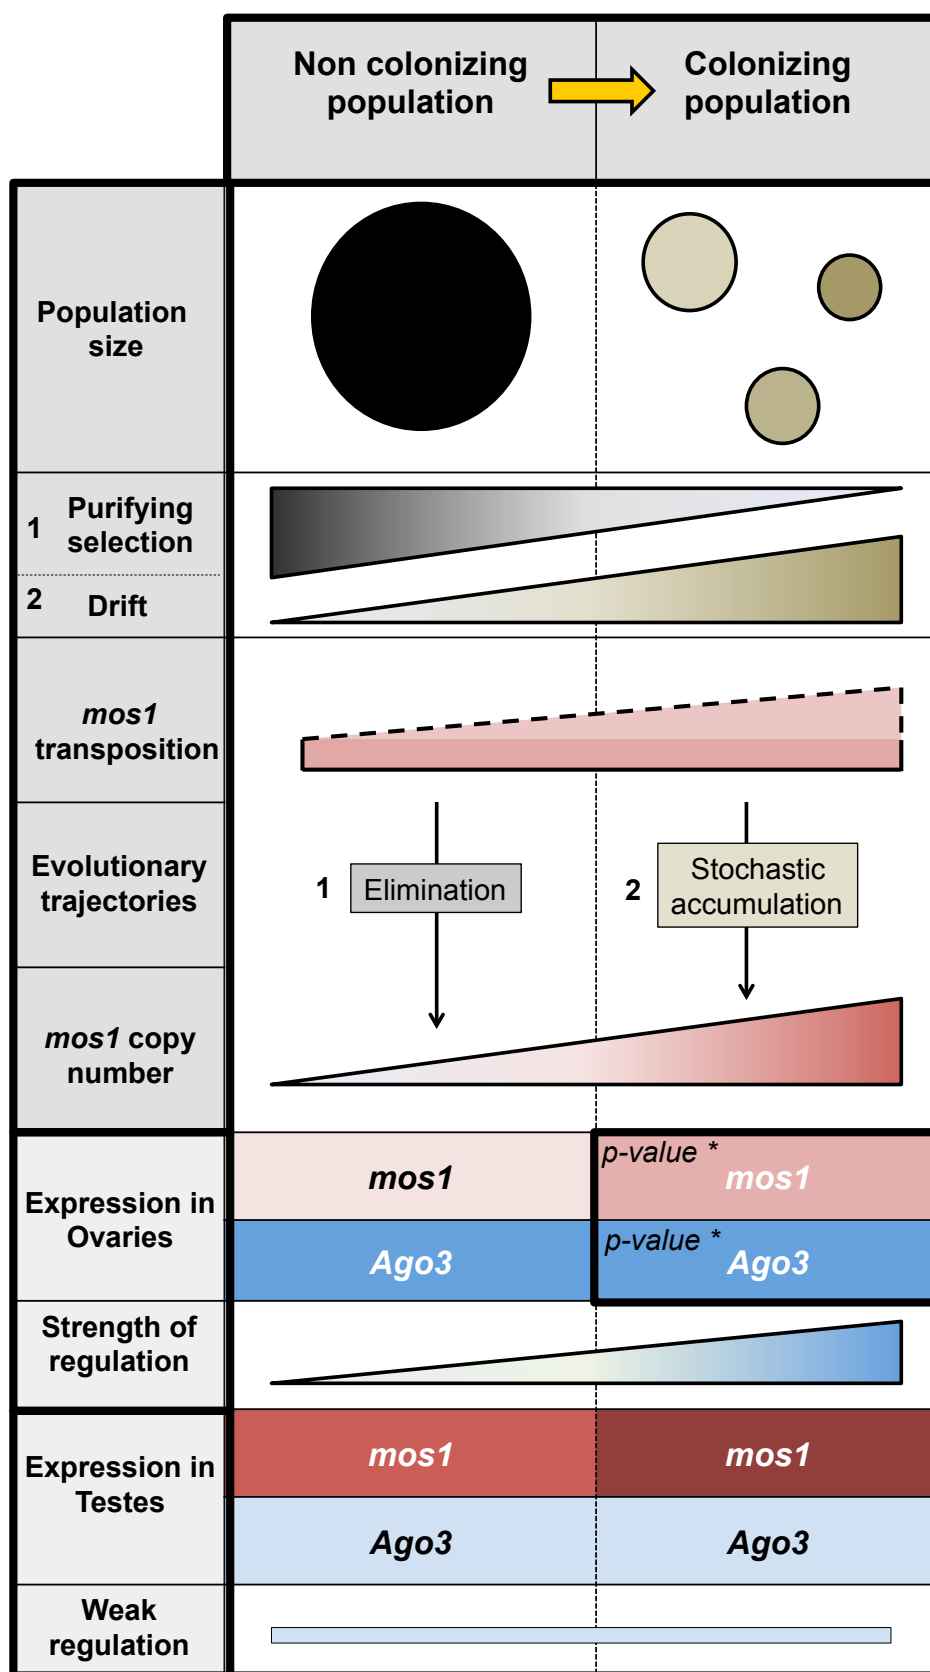 Non colonizing
population
Colonizing
population
Population
size
1 Purifying
selection
2 Drift
mos1
transposition
Evolutionary
trajectories
1 Elimination
2 Stochastic
accumulation
mos1 copy
number
Expression in
Ovaries
mos1
p-value *
mos1
Ago3
p-value *
Ago3
Strength of
regulation
Expression in
Testes
mos1
mos1
Ago3
Ago3
Weak
regulation